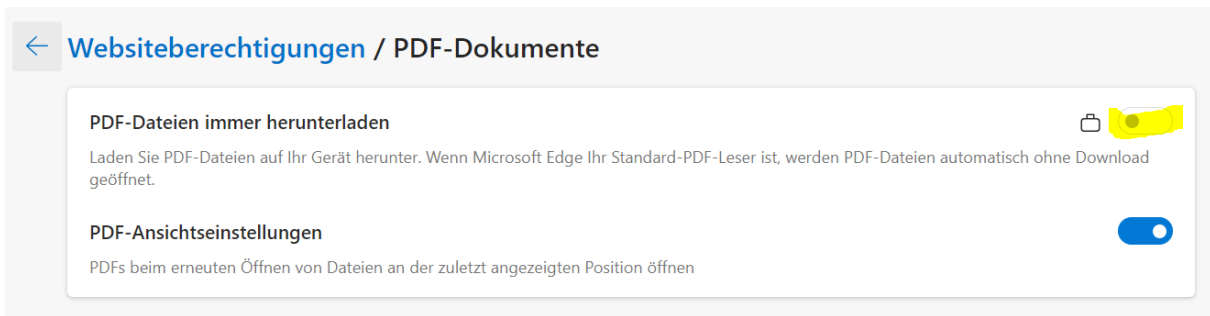 Websiteberechtigungen / PDF-Dokumente
PDF-Dateien immer herunterladen
Laden Sie PDF-Dateien auf Ihr Gerät herunter. Wenn Microsoft Edge Ihr Standard-PDF-Leser ist, werden PDF-Dateien automatisch ohne Download
geöffnet.
PDF-Ansichtseinstellungen
PDFs beim erneuten Öffnen von Dateien an der zuletzt angezeigten Position öffnen